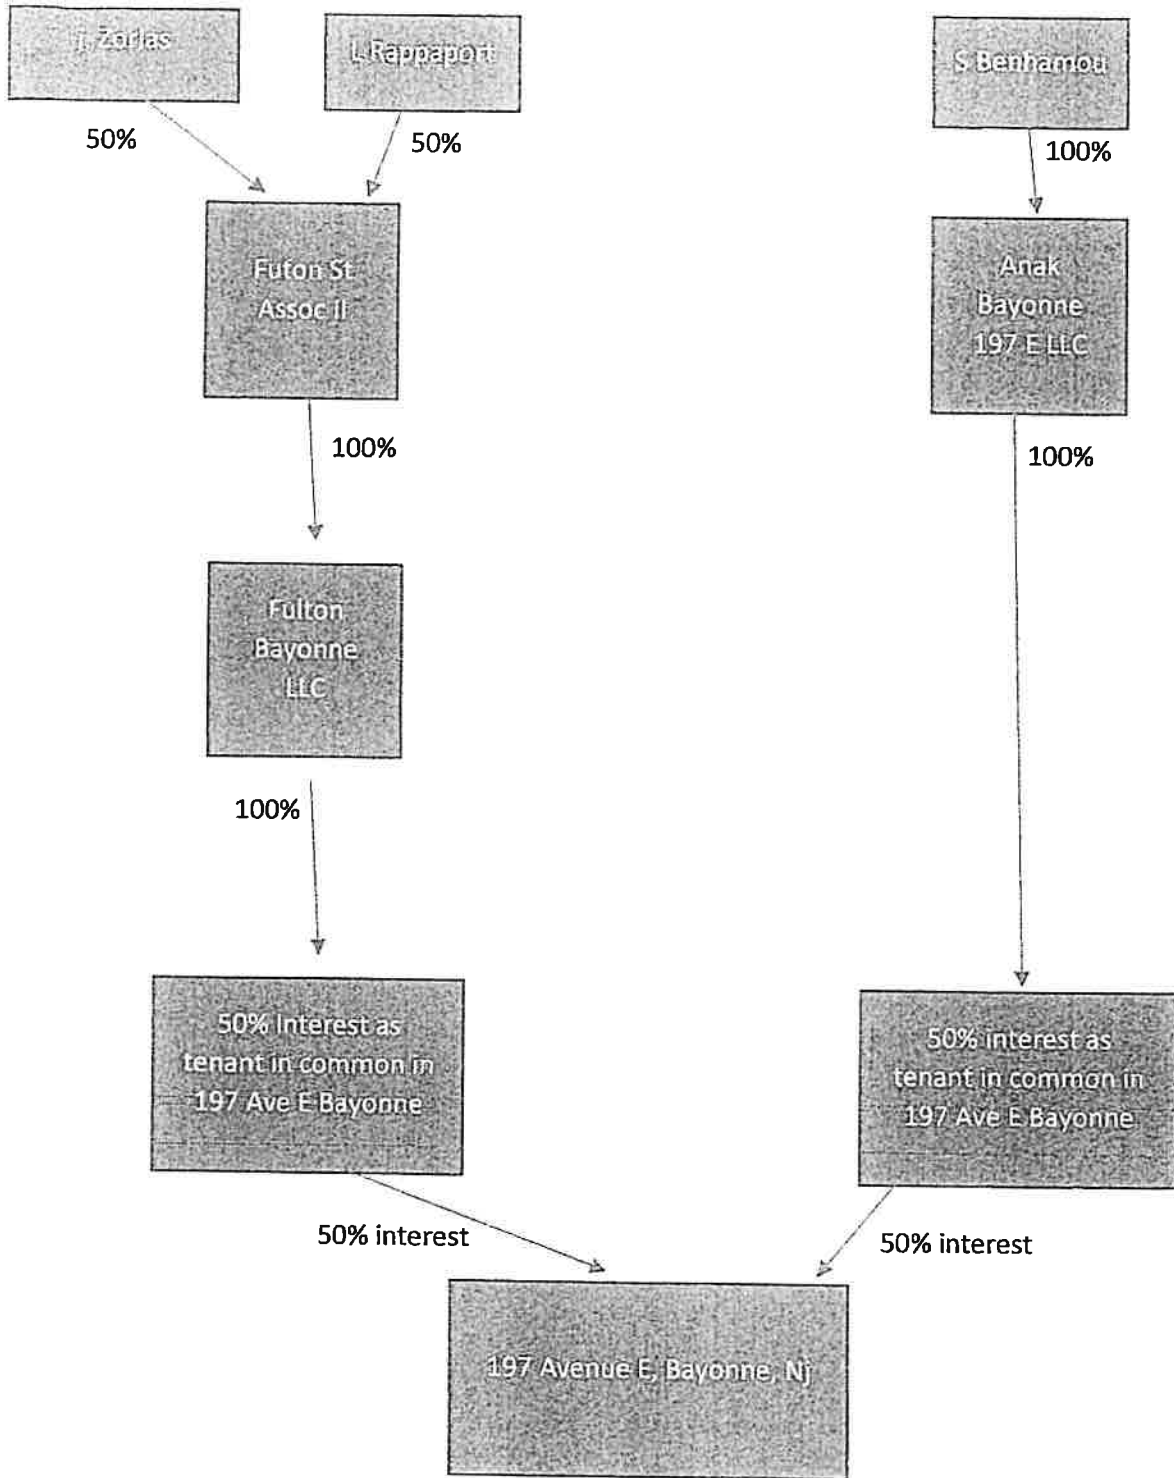 J. Zorlas
L Rappaport
S Benhamou
50%
50%
100%
Futon St
Assoc II
Anak
Bayonne
197 E LLC
100%
100%
Fulton
Bayonne
LLC
100%
50% Interest as
tenant in common in
197 Ave E Bayonne
50% interest as
tenant in common in
197 Ave E Bayonne
50% interest
50% interest
197 Avenue E, Bayonne, Nj